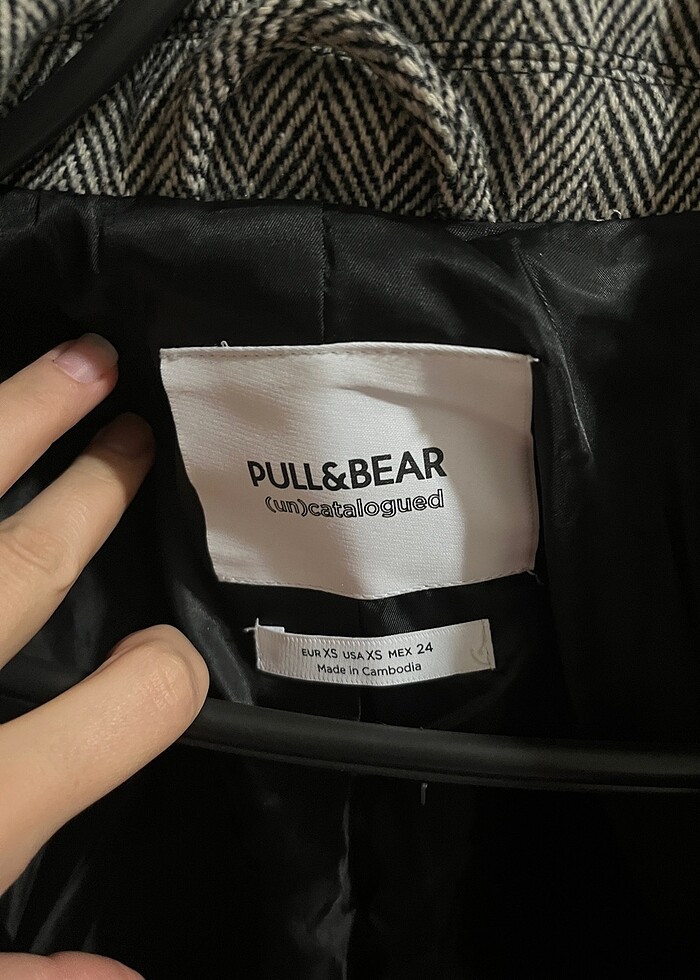 PULL&BEAR
(un)catalogued
EUR XS USA XS MEX 24
Made in Cambodia